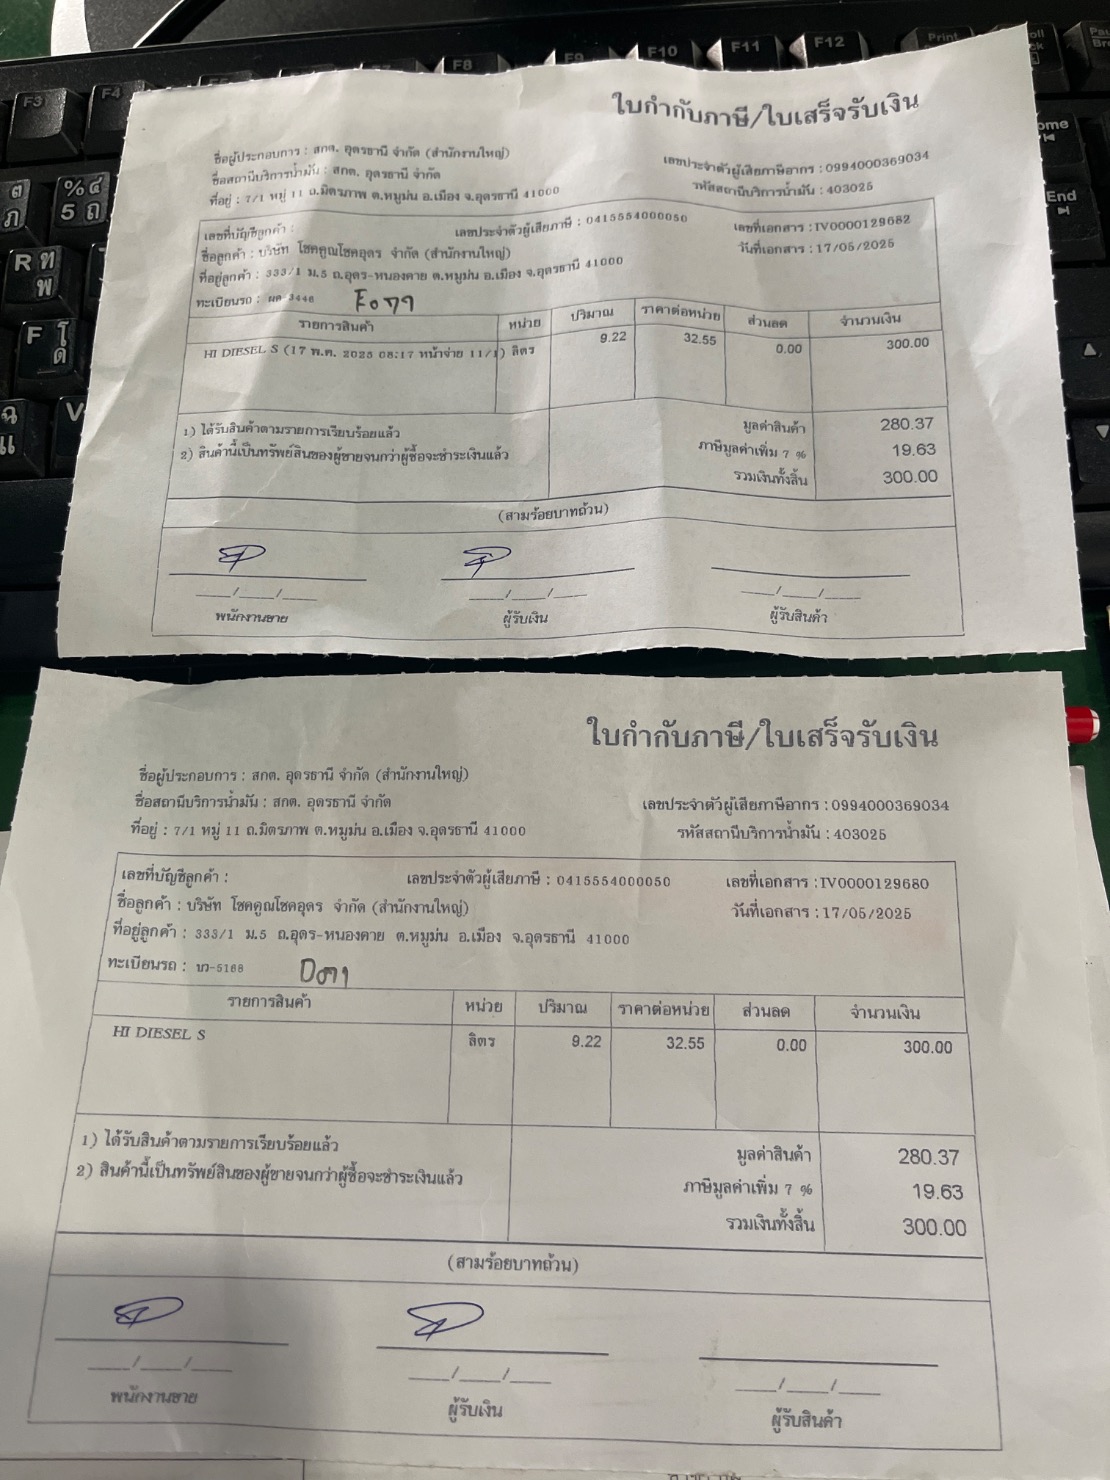 ใบกำกับภาษี/ใบเสร็จรับเงิน
ชื่อผู้ประกอบการ : สกต. อุดรธานี จำกัด (สำนักงานใหญ่)
ชื่อสถานีบริการน้ำมัน : สกต. อุดรธานี จำกัด เลขประจำตัวผู้เสียภาษีอากร : 0994000369034
ที่อยู่ : 7/1 หมู่ 11 ถ.มิตรภาพ ต.หมูม่น อ.เมือง จ.อุดรธานี 41000 รหัสสถานีบริการน้ำมัน : 403025
เลขที่บัญชีลูกค้า : เลขประจำตัวผู้เสียภาษี : 0415554000050 เลขที่เอกสาร : IV0000129682
ชื่อลูกค้า : บริษัท โชคคูณโชคอุดร จำกัด (สำนักงานใหญ่) วันที่เอกสาร : 17/05/2025
ที่อยู่ลูกค้า : 333/1 ม.5 ถ.อุดร-หนองคาย ต.หมูม่น อ.เมือง จ.อุดรธานี 41000
ทะเบียนรถ : ผค-3448
รายการสินค้า หน่วย ปริมาณ ราคาต่อหน่วย ส่วนลด จำนวนเงิน
HI DIESEL S (17 พ.ค. 2025 08:17 หน้าจ่าย 11/1) ลิตร 9.22 32.55 0.00 300.00
1) ได้รับสินค้าตามรายการเรียบร้อยแล้ว มูลค่าสินค้า 280.37
2) สินค้านี้เป็นทรัพย์สินของผู้ขายจนกว่าผู้ซื้อจะชำระเงินแล้ว ภาษีมูลค่าเพิ่ม 7 % 19.63
รวมเงินทั้งสิ้น 300.00
(สามร้อยบาทถ้วน)
___/___/___ ___/___/___ ___/___/___
พนักงานขาย ผู้รับเงิน ผู้รับสินค้า
ใบกำกับภาษี/ใบเสร็จรับเงิน
ชื่อผู้ประกอบการ : สกต. อุดรธานี จำกัด (สำนักงานใหญ่)
ชื่อสถานีบริการน้ำมัน : สกต. อุดรธานี จำกัด เลขประจำตัวผู้เสียภาษีอากร : 0994000369034
ที่อยู่ : 7/1 หมู่ 11 ถ.มิตรภาพ ต.หมูม่น อ.เมือง จ.อุดรธานี 41000 รหัสสถานีบริการน้ำมัน : 403025
เลขที่บัญชีลูกค้า : เลขประจำตัวผู้เสียภาษี : 0415554000050 เลขที่เอกสาร : IV0000129680
ชื่อลูกค้า : บริษัท โชคคูณโชคอุดร จำกัด (สำนักงานใหญ่) วันที่เอกสาร : 17/05/2025
ที่อยู่ลูกค้า : 333/1 ม.5 ถ.อุดร-หนองคาย ต.หมูม่น อ.เมือง จ.อุดรธานี 41000
ทะเบียนรถ : บว-5168
รายการสินค้า หน่วย ปริมาณ ราคาต่อหน่วย ส่วนลด จำนวนเงิน
HI DIESEL S ลิตร 9.22 32.55 0.00 300.00
1) ได้รับสินค้าตามรายการเรียบร้อยแล้ว มูลค่าสินค้า 280.37
2) สินค้านี้เป็นทรัพย์สินของผู้ขายจนกว่าผู้ซื้อจะชำระเงินแล้ว ภาษีมูลค่าเพิ่ม 7 % 19.63
รวมเงินทั้งสิ้น 300.00
(สามร้อยบาทถ้วน)
___/___/___ ___/___/___ ___/___/___
พนักงานขาย ผู้รับเงิน ผู้รับสินค้า